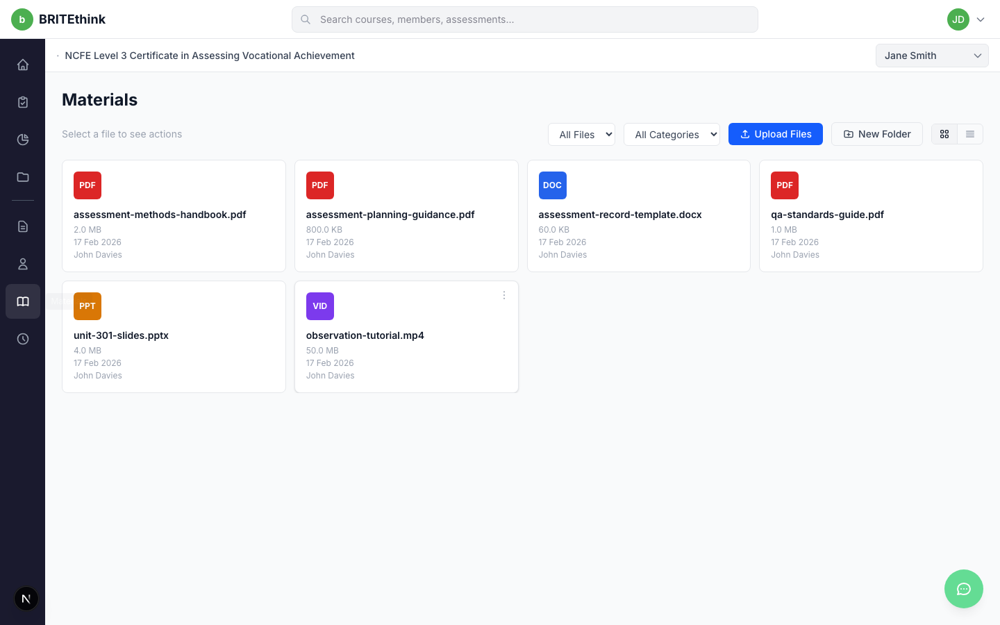 b BRITEthink
Search courses, members, assessments...
JD
· NCFE Level 3 Certificate in Assessing Vocational Achievement
Jane Smith
Materials
Select a file to see actions
All Files
All Categories
Upload Files
New Folder
PDF
assessment-methods-handbook.pdf
2.0 MB
17 Feb 2026
John Davies
PDF
assessment-planning-guidance.pdf
800.0 KB
17 Feb 2026
John Davies
DOC
assessment-record-template.docx
60.0 KB
17 Feb 2026
John Davies
PDF
qa-standards-guide.pdf
1.0 MB
17 Feb 2026
John Davies
PPT
unit-301-slides.pptx
4.0 MB
17 Feb 2026
John Davies
VID
observation-tutorial.mp4
50.0 MB
17 Feb 2026
John Davies
N